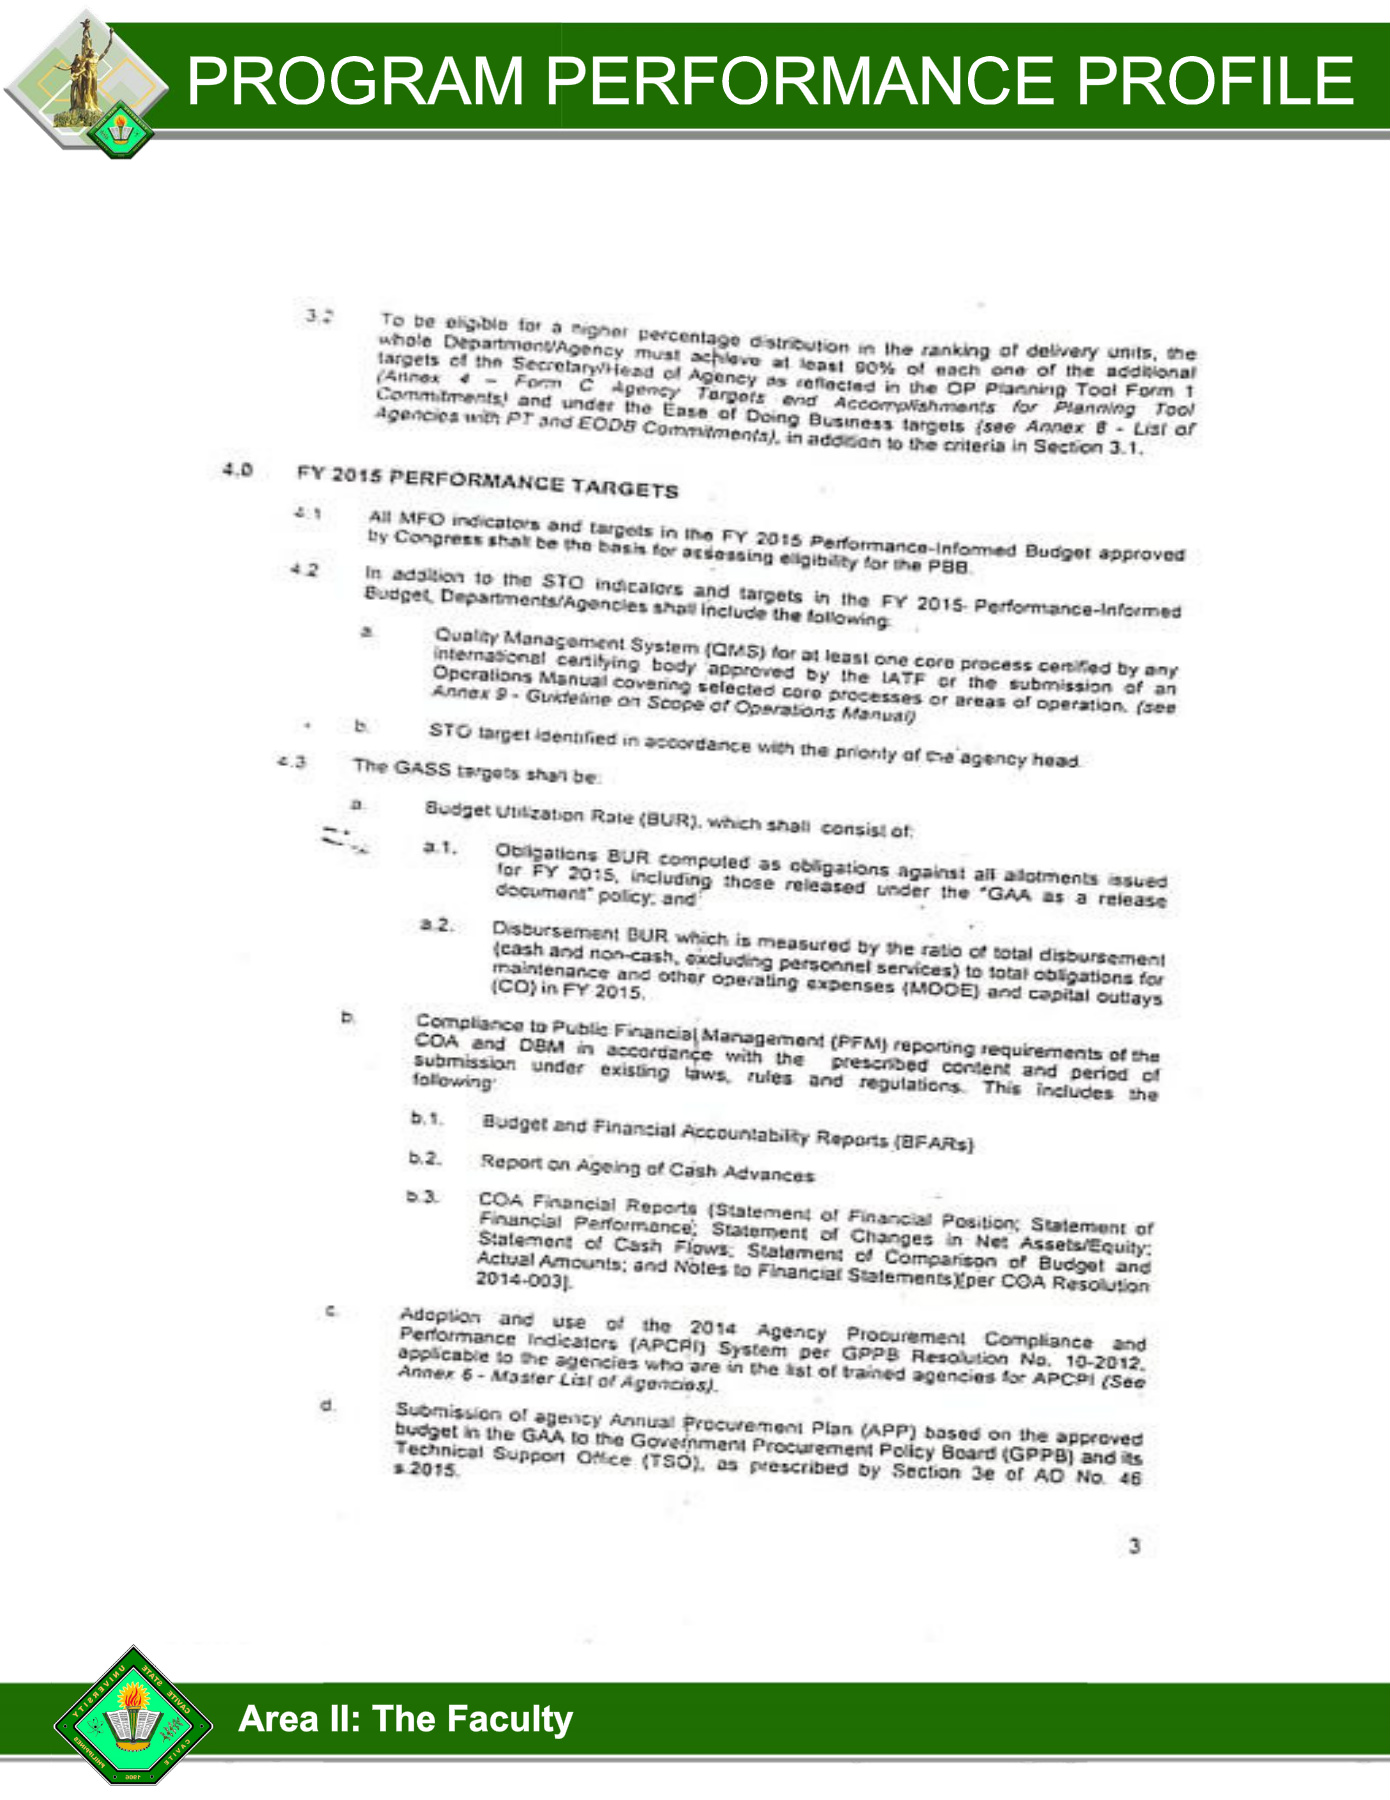 PROGRAM PERFORMANCE PROFILE
3.2 To be eligible for a higher percentage distribution in the ranking of delivery units, the
whole Department/Agency must achieve at least 90% of each one of the additional
targets of the Secretary/Head of Agency as reflected in the OP Planning Tool Form 1
(Annex 4 – Form C Agency Targets and Accomplishments for Planning Tool
Commitments) and under the Ease of Doing Business targets (see Annex 8 - List of
Agencies with PT and EODB Commitments), in addition to the criteria in Section 3.1.
4.0 FY 2015 PERFORMANCE TARGETS
4.1 All MFO indicators and targets in the FY 2015 Performance-Informed Budget approved
by Congress shall be the basis for assessing eligibility for the PBB.
4.2 In addition to the STO indicators and targets in the FY 2015 Performance-Informed
Budget, Departments/Agencies shall include the following:
a. Quality Management System (QMS) for at least one core process certified by any
international certifying body approved by the IATF or the submission of an
Operations Manual covering selected core processes or areas of operation. (see
Annex 9 - Guideline on Scope of Operations Manual)
b. STO target identified in accordance with the priority of the agency head.
4.3 The GASS targets shall be:
a. Budget Utilization Rate (BUR), which shall consist of:
a.1. Obligations BUR computed as obligations against all allotments issued
for FY 2015, including those released under the "GAA as a release
document" policy; and
a.2. Disbursement BUR which is measured by the ratio of total disbursement
(cash and non-cash, excluding personnel services) to total obligations for
maintenance and other operating expenses (MOOE) and capital outlays
(CO) in FY 2015.
b. Compliance to Public Financial Management (PFM) reporting requirements of the
COA and DBM in accordance with the prescribed content and period of
submission under existing laws, rules and regulations. This includes the
following:
b.1. Budget and Financial Accountability Reports (BFARs)
b.2. Report on Ageing of Cash Advances
b.3. COA Financial Reports (Statement of Financial Position; Statement of
Financial Performance; Statement of Changes in Net Assets/Equity;
Statement of Cash Flows; Statement of Comparison of Budget and
Actual Amounts; and Notes to Financial Statements)[per COA Resolution
2014-003].
c. Adoption and use of the 2014 Agency Procurement Compliance and
Performance Indicators (APCPI) System per GPPB Resolution No. 10-2012,
applicable to the agencies who are in the list of trained agencies for APCPI (See
Annex 6 - Master List of Agencies).
d. Submission of agency Annual Procurement Plan (APP) based on the approved
budget in the GAA to the Government Procurement Policy Board (GPPB) and its
Technical Support Office (TSO), as prescribed by Section 3e of AO No. 46
s.2015.
3
CAVITE STATE UNIVERSITY
CAVITE
PHILIPPINES
1906
Area II: The Faculty